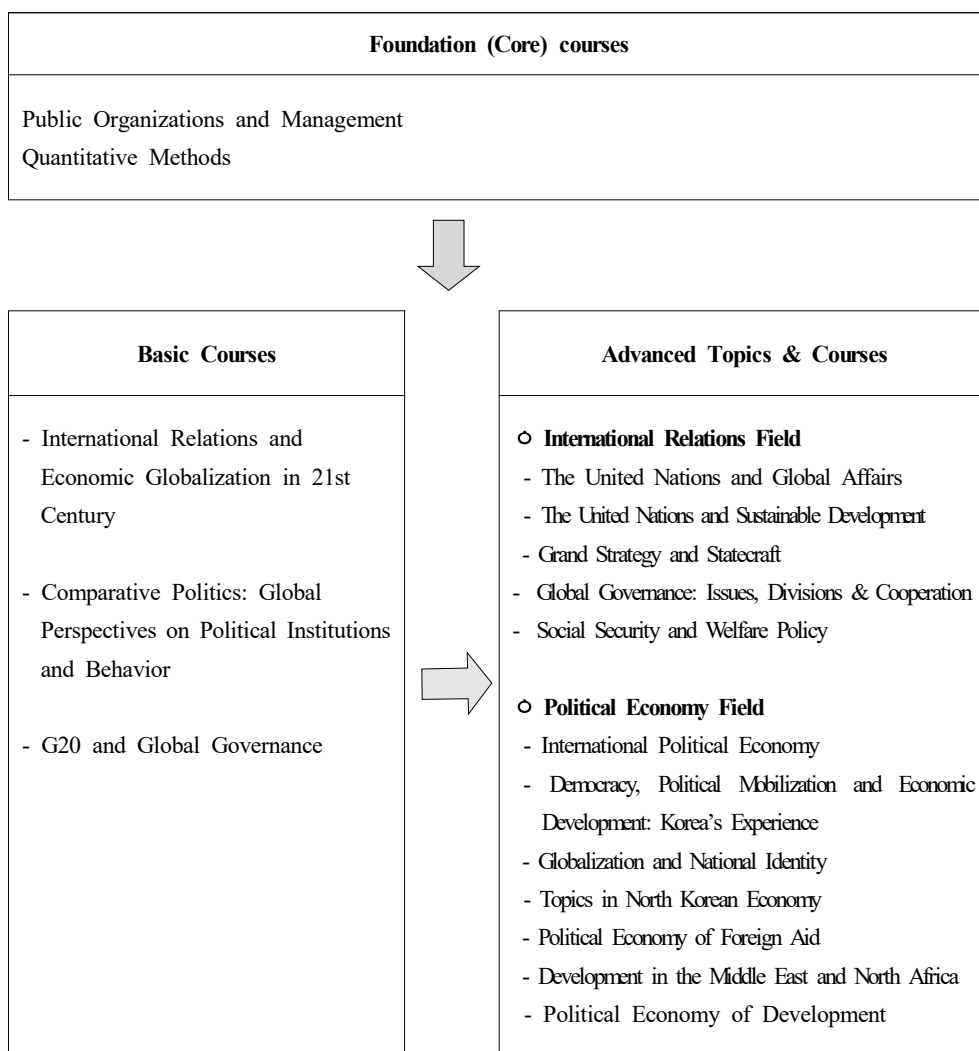 Foundation (Core) courses
Public Organizations and Management
Quantitative Methods
Basic Courses
- International Relations and
Economic Globalization in 21st
Century
- Comparative Politics: Global
Perspectives on Political Institutions
and Behavior
- G20 and Global Governance
Advanced Topics & Courses
ㅇ International Relations Field
- The United Nations and Global Affairs
- The United Nations and Sustainable Development
- Grand Strategy and Statecraft
- Global Governance: Issues, Divisions & Cooperation
- Social Security and Welfare Policy
ㅇ Political Economy Field
- International Political Economy
- Democracy, Political Mobilization and Economic
Development: Korea's Experience
- Globalization and National Identity
- Topics in North Korean Economy
- Political Economy of Foreign Aid
- Development in the Middle East and North Africa
- Political Economy of Development